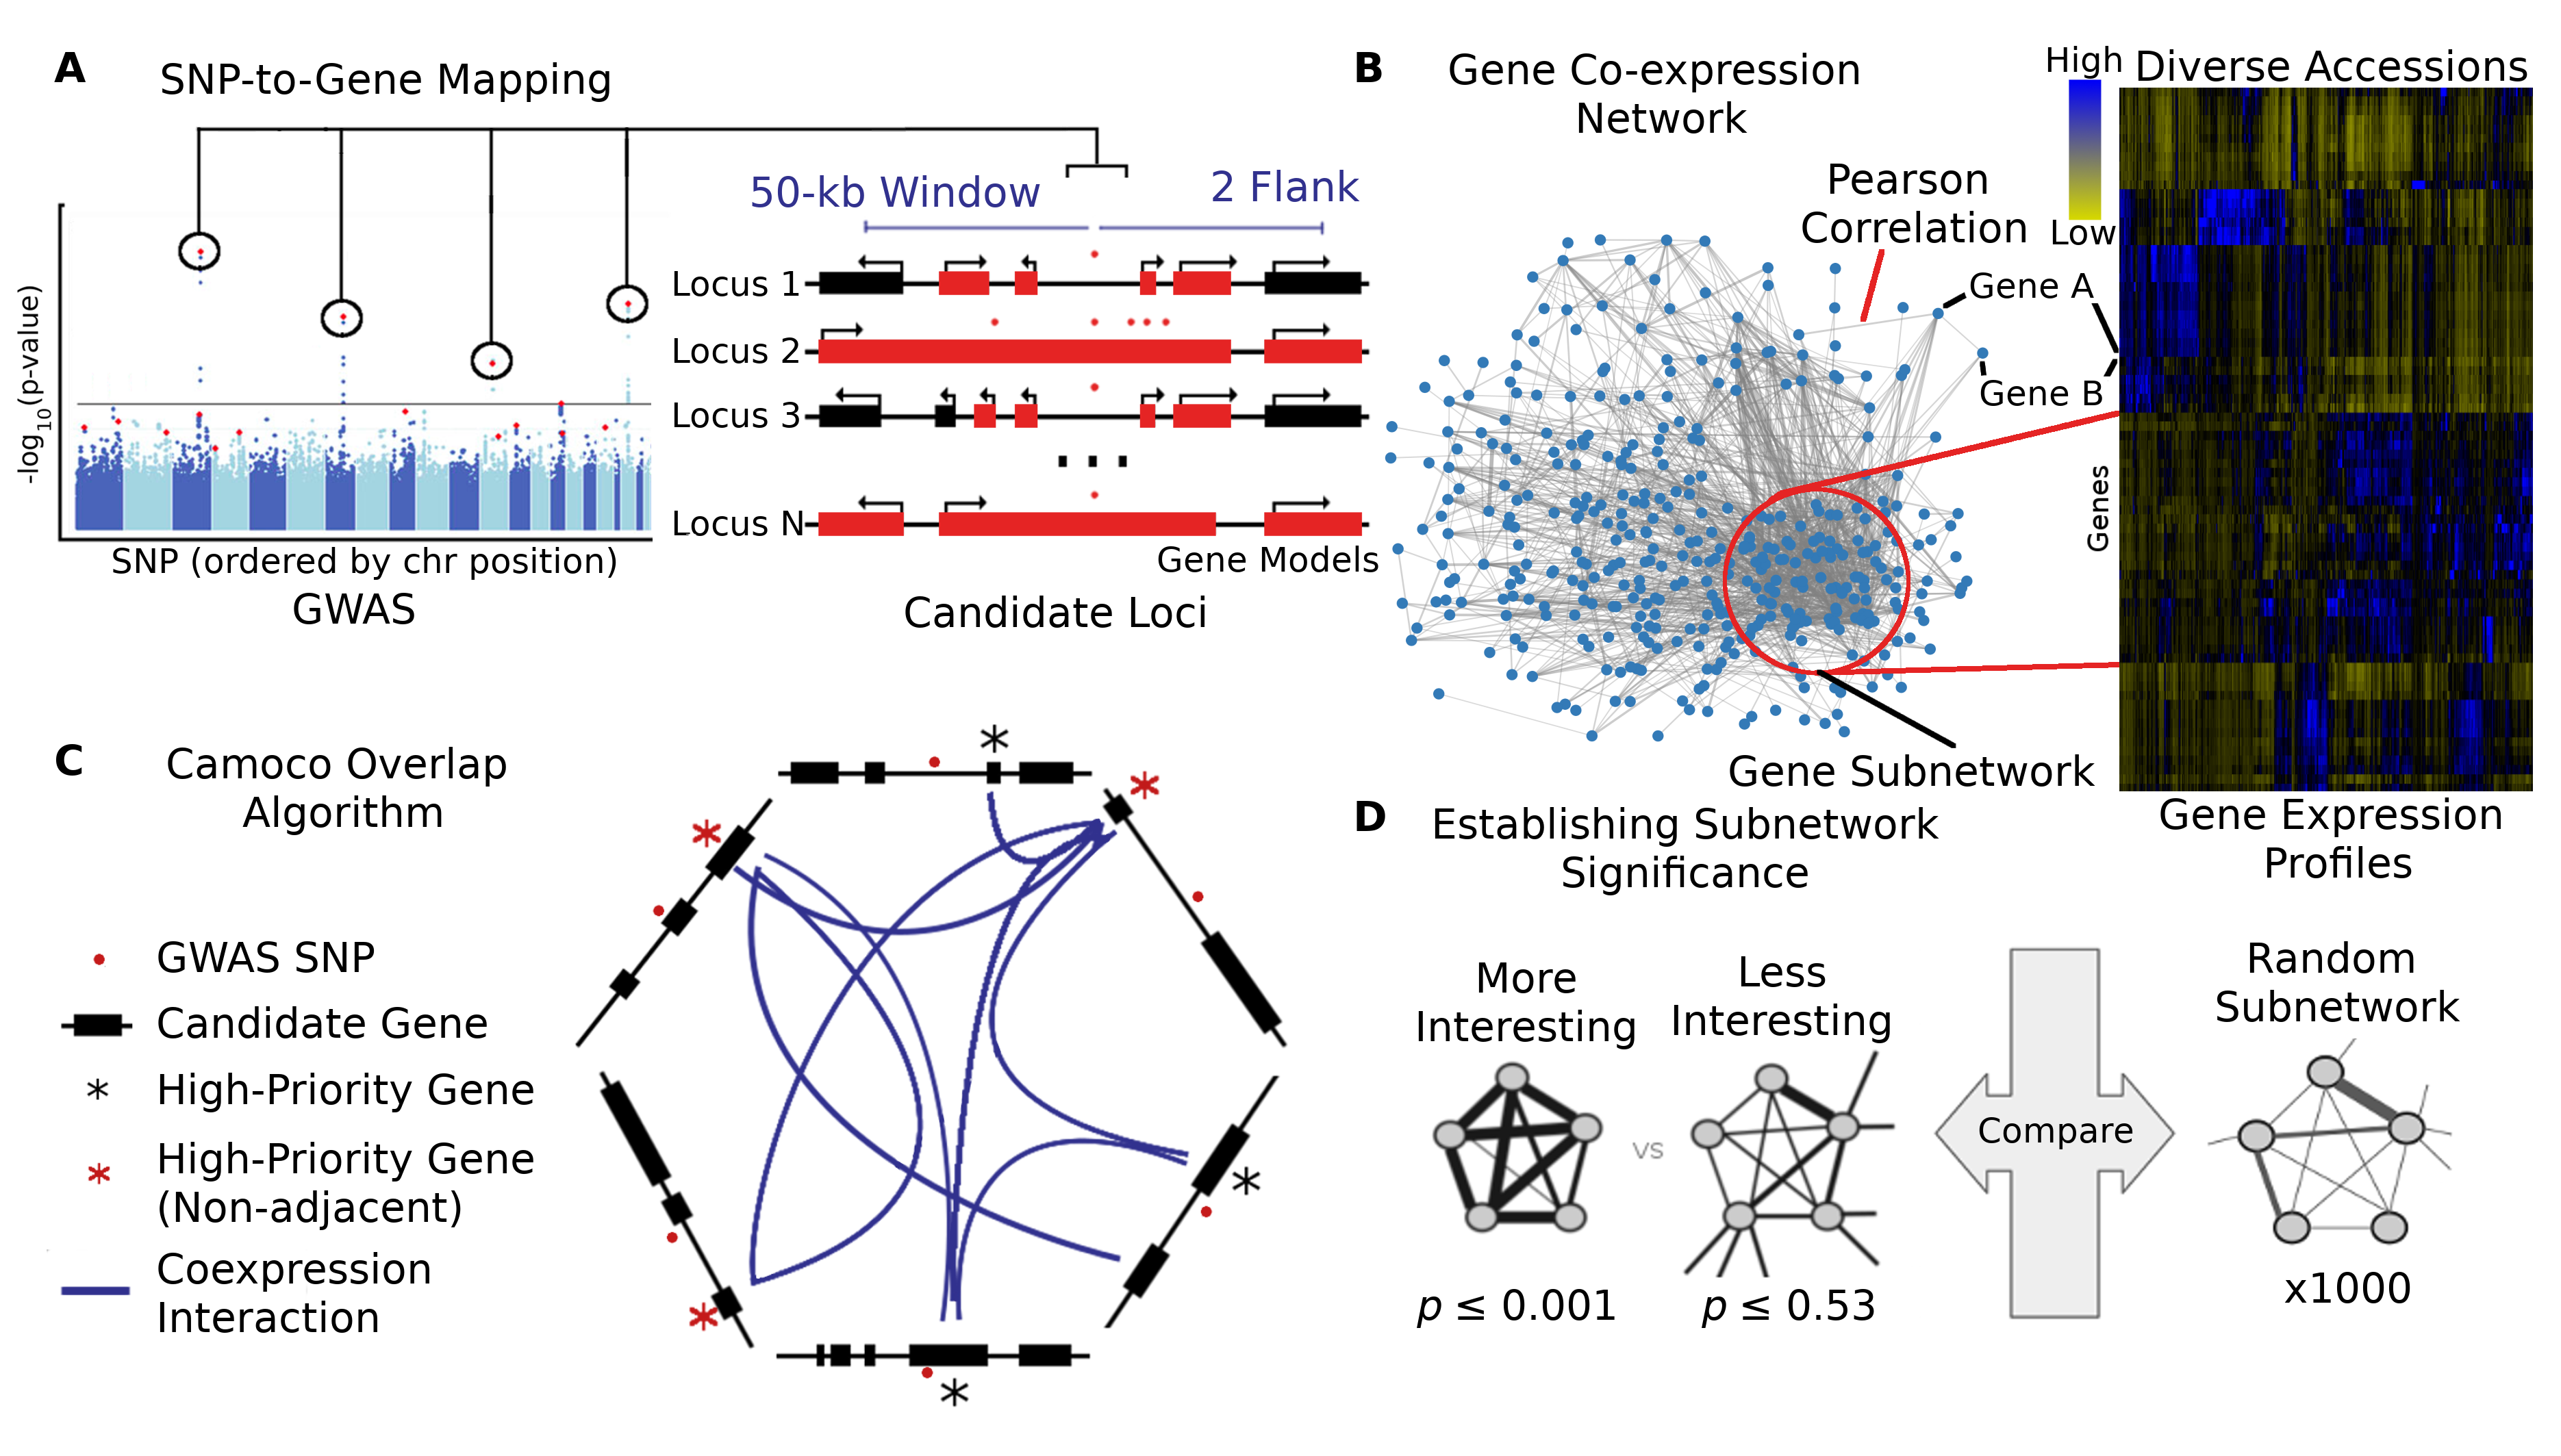 A
SNP-to-Gene Mapping
50-kb Window
2 Flank
Locus 1
Locus 2
Locus 3
...
Locus N
Gene Models
Candidate Loci
-log10(p-value)
SNP (ordered by chr position)
GWAS
B
Gene Co-expression
Network
High
Low
Diverse Accessions
Pearson
Correlation
Gene A
Gene B
Genes
Gene Subnetwork
Gene Expression
Profiles
C
Camoco Overlap
Algorithm
GWAS SNP
Candidate Gene
* High-Priority Gene
* High-Priority Gene
(Non-adjacent)
Coexpression
Interaction
*
*
*
*
*
*
D
Establishing Subnetwork
Significance
More
Interesting
vs
Less
Interesting
Compare
Random
Subnetwork
p ≤ 0.001
p ≤ 0.53
x1000